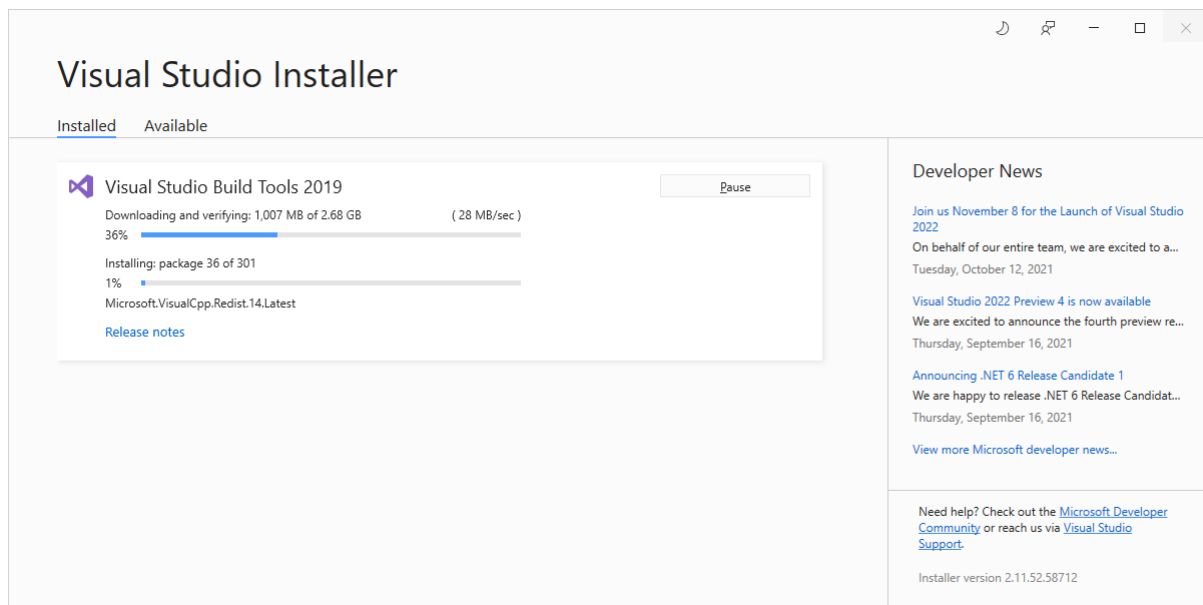 Visual Studio Installer
Installed Available
Visual Studio Build Tools 2019
Pause
Downloading and verifying: 1,007 MB of 2.68 GB ( 28 MB/sec )
36%
Installing: package 36 of 301
1%
Microsoft.VisualCpp.Redist.14.Latest
Release notes
Developer News
Join us November 8 for the Launch of Visual Studio
2022
On behalf of our entire team, we are excited to a...
Tuesday, October 12, 2021
Visual Studio 2022 Preview 4 is now available
We are excited to announce the fourth preview re...
Thursday, September 16, 2021
Announcing .NET 6 Release Candidate 1
We are happy to release .NET 6 Release Candidat...
Thursday, September 16, 2021
View more Microsoft developer news...
Need help? Check out the Microsoft Developer
Community or reach us via Visual Studio
Support.
Installer version 2.11.52.58712